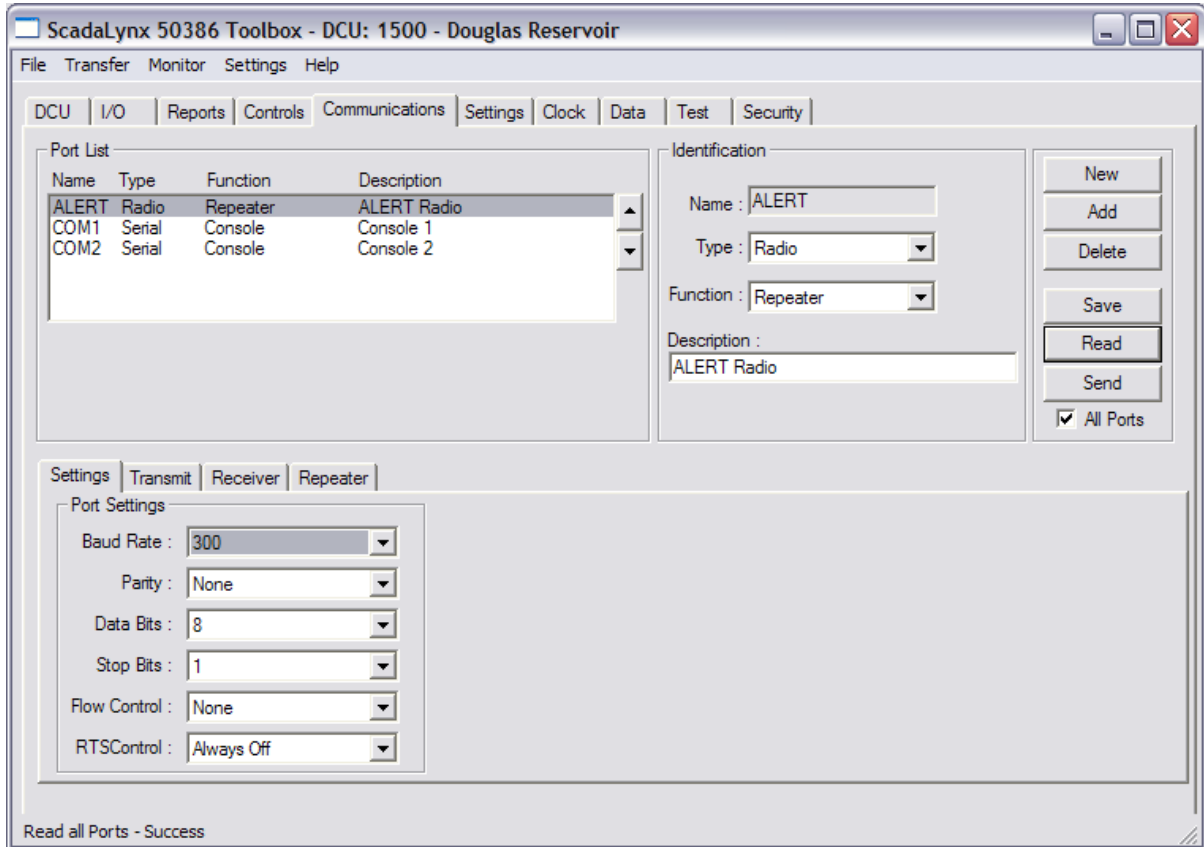 ScadaLynx 50386 Toolbox - DCU: 1500 - Douglas Reservoir
File Transfer Monitor Settings Help
DCU I/O Reports Controls Communications Settings Clock Data Test Security
Port List
Name Type Function Description
ALERT Radio Repeater ALERT Radio
COM1 Serial Console Console 1
COM2 Serial Console Console 2
Identification
Name : ALERT
Type : Radio
Function : Repeater
Description :
ALERT Radio
New
Add
Delete
Save
Read
Send
All Ports
Settings Transmit Receiver Repeater
Port Settings
Baud Rate : 300
Parity : None
Data Bits : 8
Stop Bits : 1
Flow Control : None
RTSControl : Always Off
Read all Ports - Success